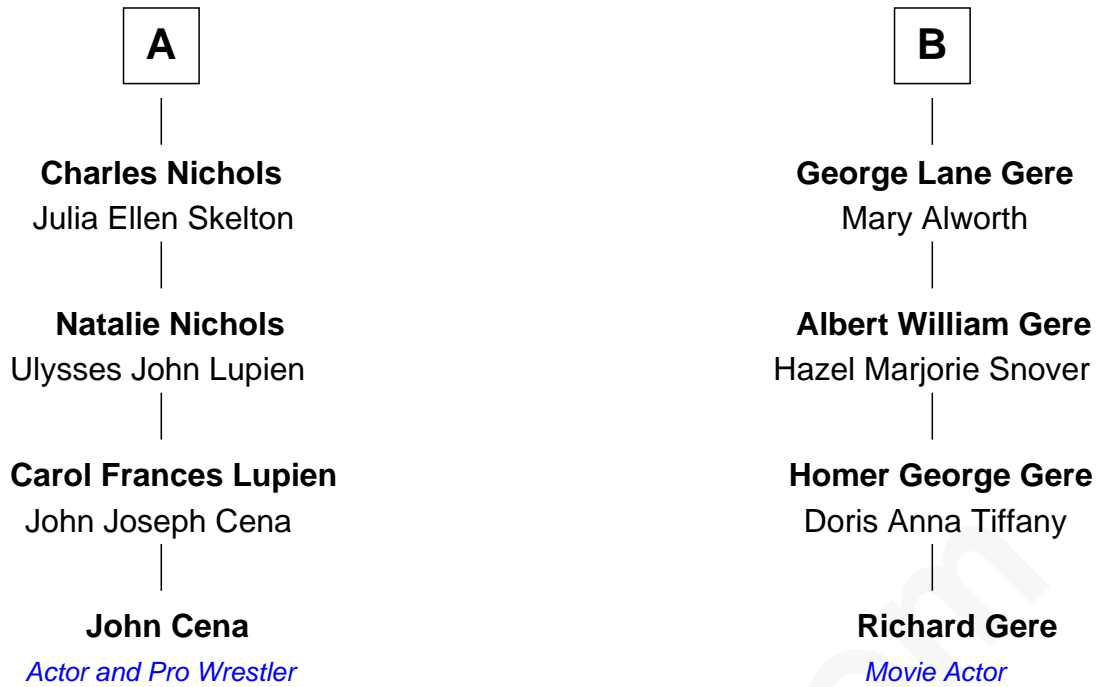 A
Charles Nichols
Julia Ellen Skelton
Natalie Nichols
Ulysses John Lupien
Carol Frances Lupien
John Joseph Cena
John Cena
Actor and Pro Wrestler
B
George Lane Gere
Mary Alworth
Albert William Gere
Hazel Marjorie Snover
Homer George Gere
Doris Anna Tiffany
Richard Gere
Movie Actor